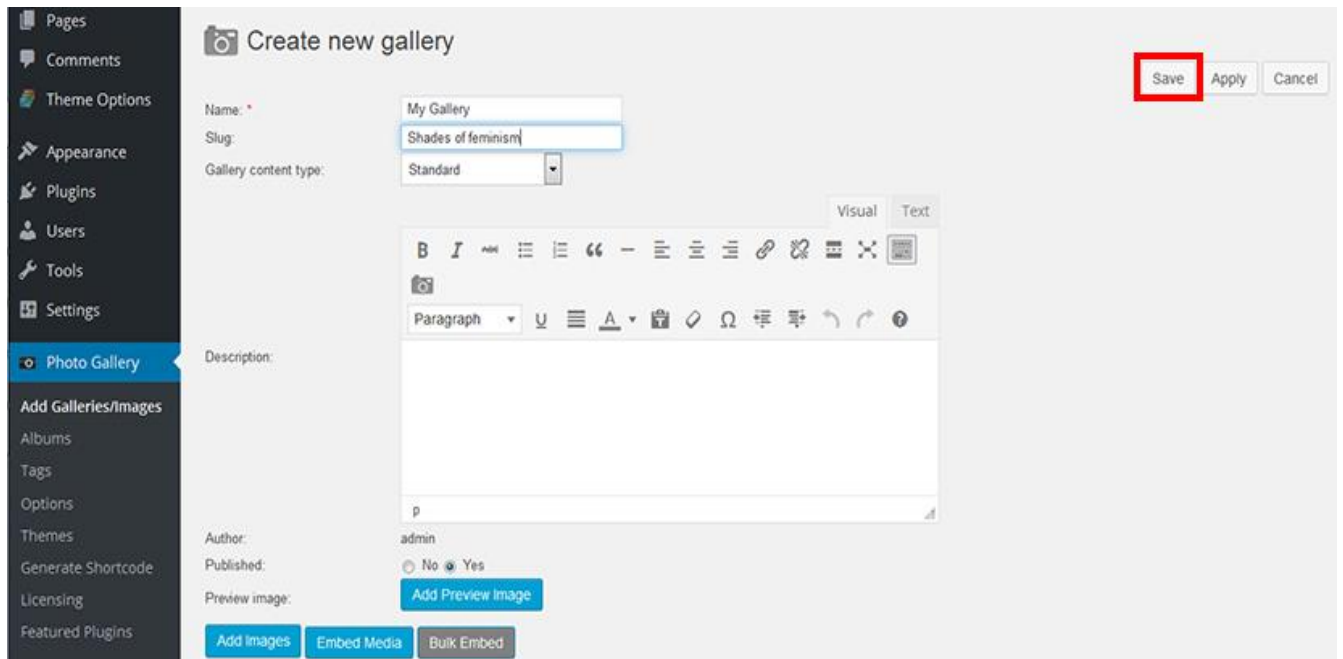 Pages
Comments
Theme Options
Appearance
Plugins
Users
Tools
Settings
Photo Gallery
Add Galleries/Images
Albums
Tags
Options
Themes
Generate Shortcode
Licensing
Featured Plugins
Create new gallery
Save Apply Cancel
Name: * My Gallery
Slug: Shades of feminism
Gallery content type: Standard
Visual Text
B I ABC
Paragraph U A T Ω ?
Description:
p
Author: admin
Published: No Yes
Preview image: Add Preview Image
Add Images Embed Media Bulk Embed